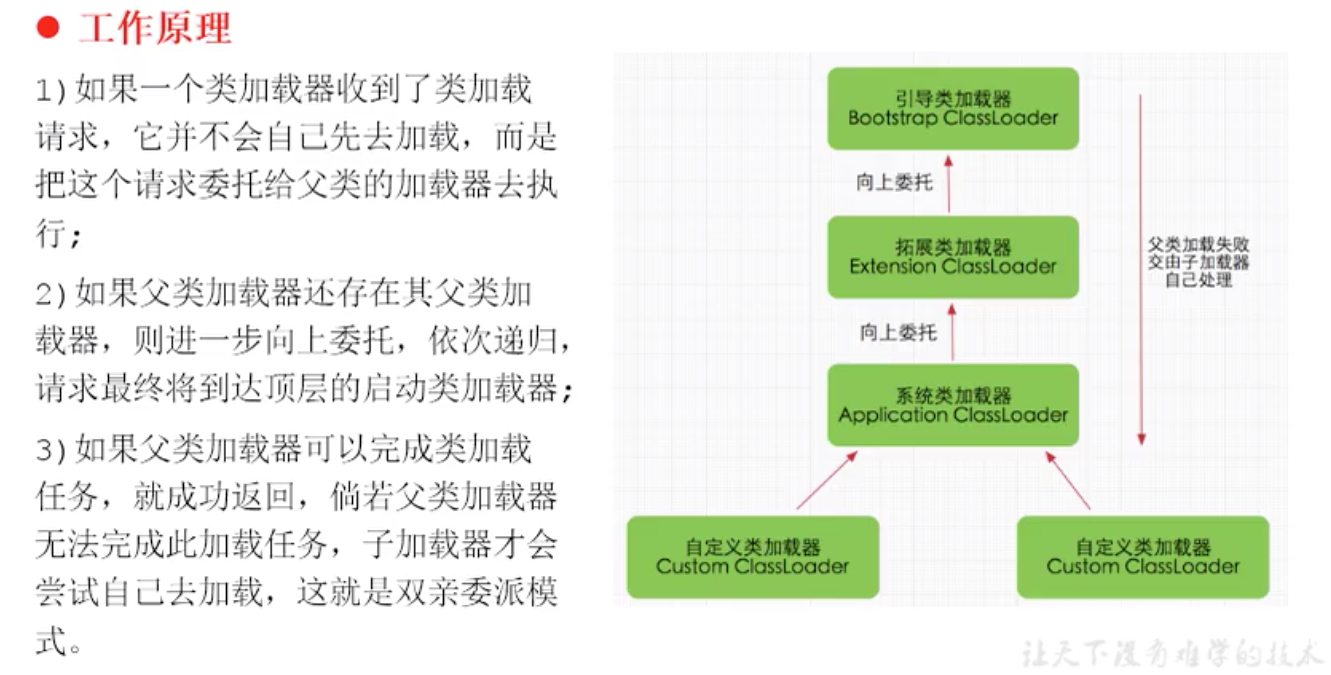 ● 工作原理
1)如果一个类加载器收到了类加载
请求，它并不会自己先去加载，而是
把这个请求委托给父类的加载器去执
行;
2)如果父类加载器还存在其父类加
载器，则进一步向上委托，依次递归，
请求最终将到达顶层的启动类加载器;
3)如果父类加载器可以完成类加载
任务，就成功返回，倘若父类加载器
无法完成此加载任务，子加载器才会
尝试自己去加载，这就是双亲委派模
式。
引导类加载器
Bootstrap ClassLoader
向上委托
拓展类加载器
Extension ClassLoader
向上委托
系统类加载器
Application ClassLoader
父类加载失败
交由子加载器
自己处理
自定义类加载器
Custom ClassLoader
自定义类加载器
Custom ClassLoader
让天下没有难学的技术